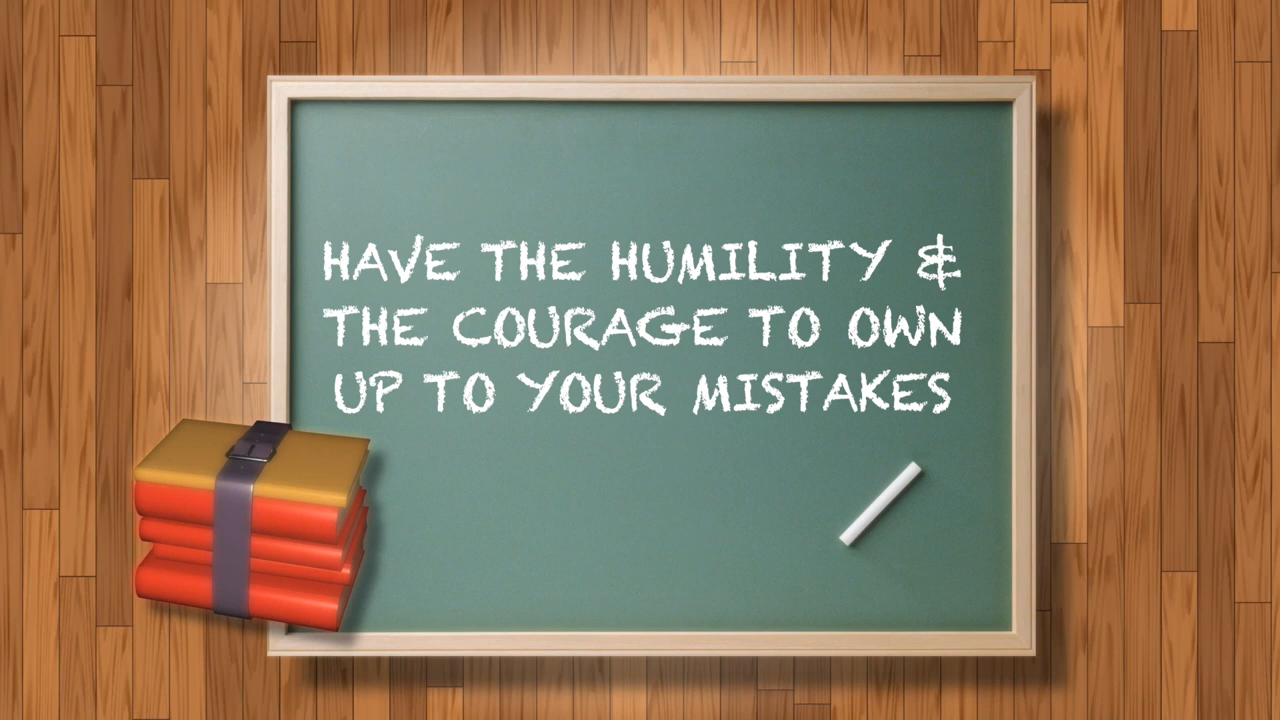 HAVE THE HUMILITY &
THE COURAGE TO OWN
UP TO YOUR MISTAKES